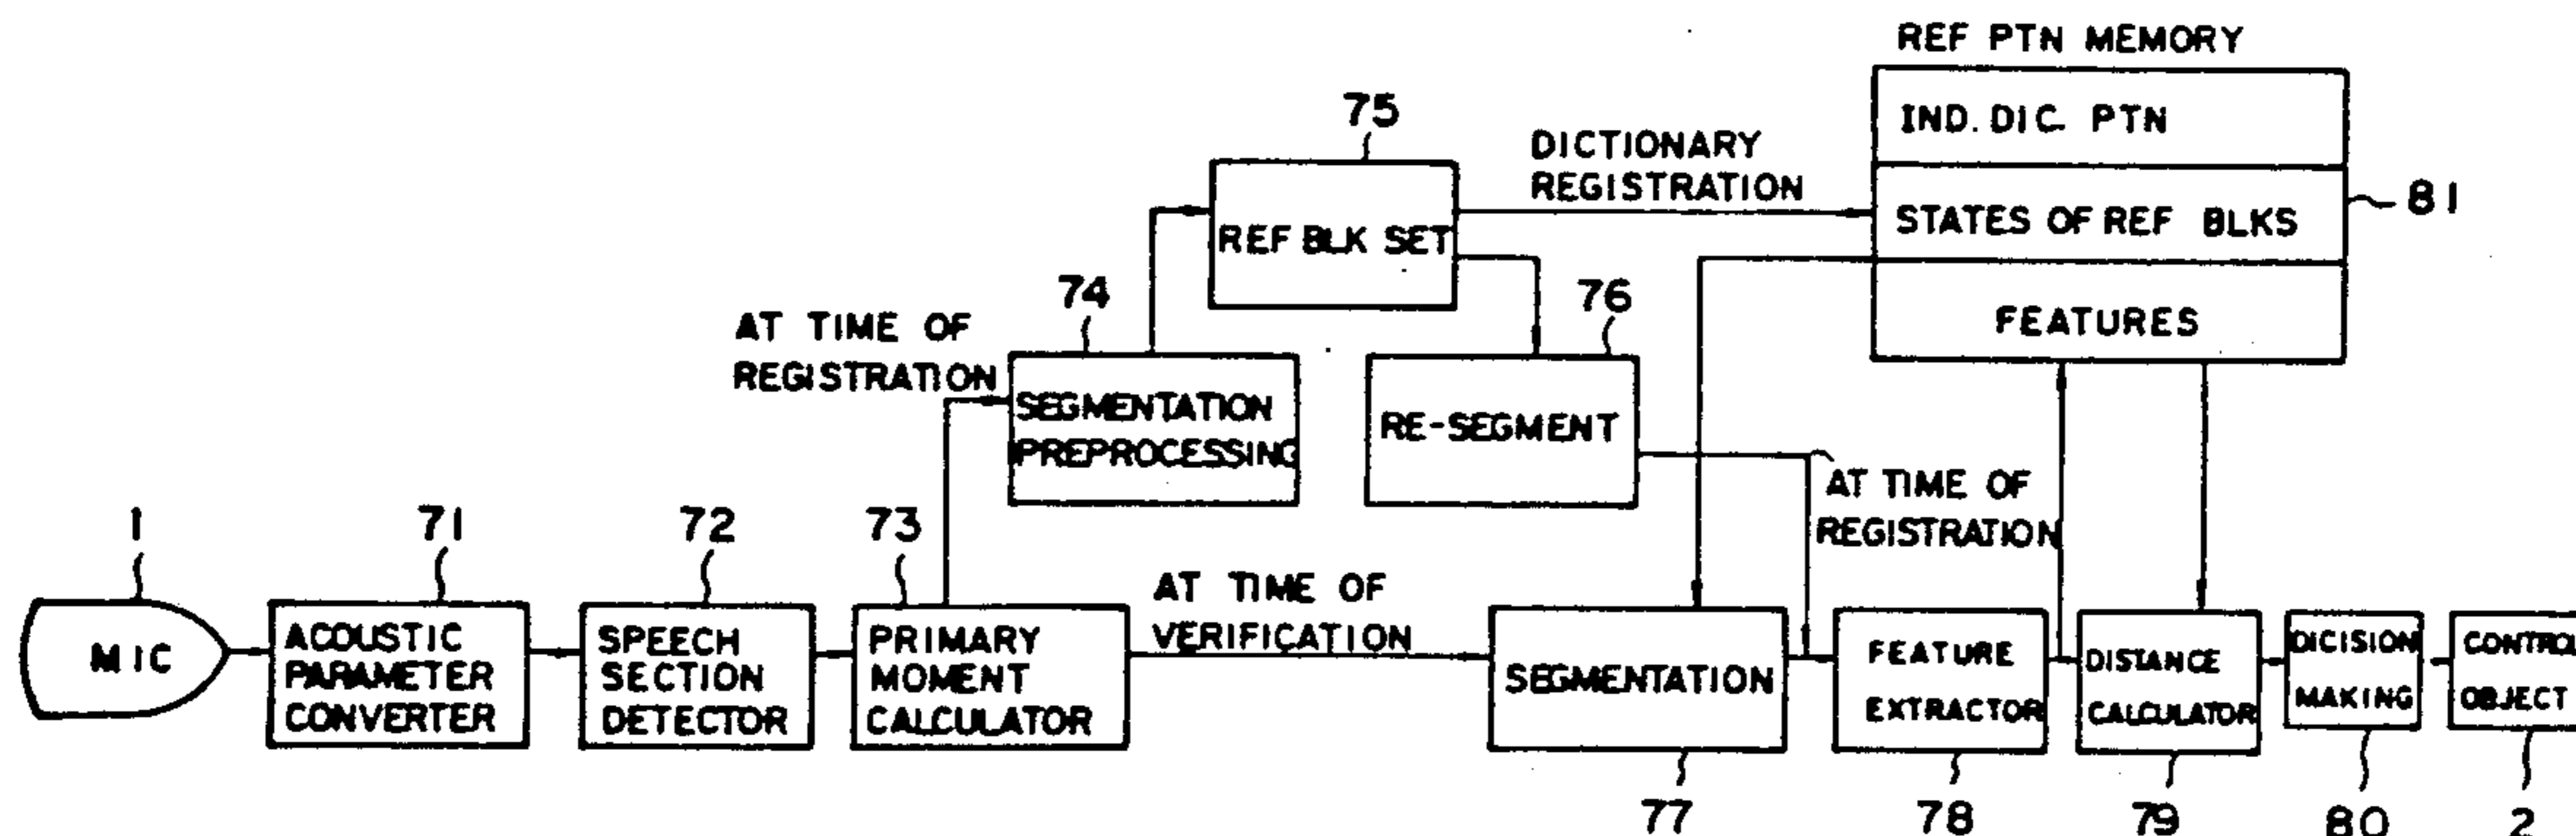 REF PTN MEMORY
IND. DIC. PTN
STATES OF REF BLKS
FEATURES
81
75
REF BLK SET
DICTIONARY
REGISTRATION
74
AT TIME OF
REGISTRATION
SEGMENTATION
PREPROCESSING
76
RE-SEGMENT
AT TIME OF
REGISTRATION
1
MIC
71
ACOUSTIC
PARAMETER
CONVERTER
72
SPEECH
SECTION
DETECTOR
73
PRIMARY
MOMENT
CALCULATOR
AT TIME OF
VERIFICATION
SEGMENTATION
77
FEATURE
EXTRACTOR
78
DISTANCE
CALCULATOR
79
DICISION
MAKING
80
CONTROL
OBJECT
2